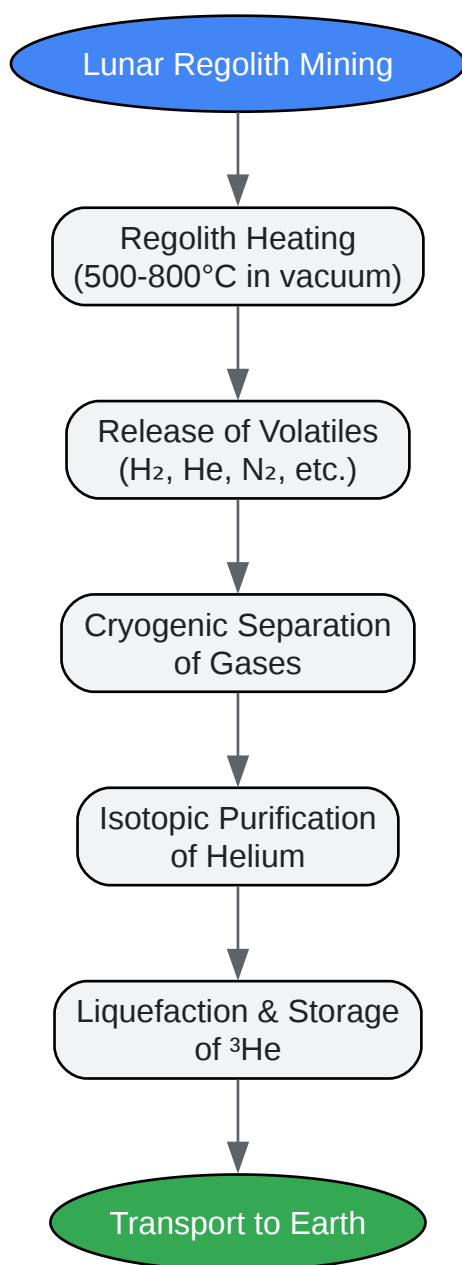 Lunar Regolith Mining
Regolith Heating
(500-800°C in vacuum)
Release of Volatiles
(H₂, He, N₂, etc.)
Cryogenic Separation
of Gases
Isotopic Purification
of Helium
Liquefaction & Storage
of ³He
Transport to Earth